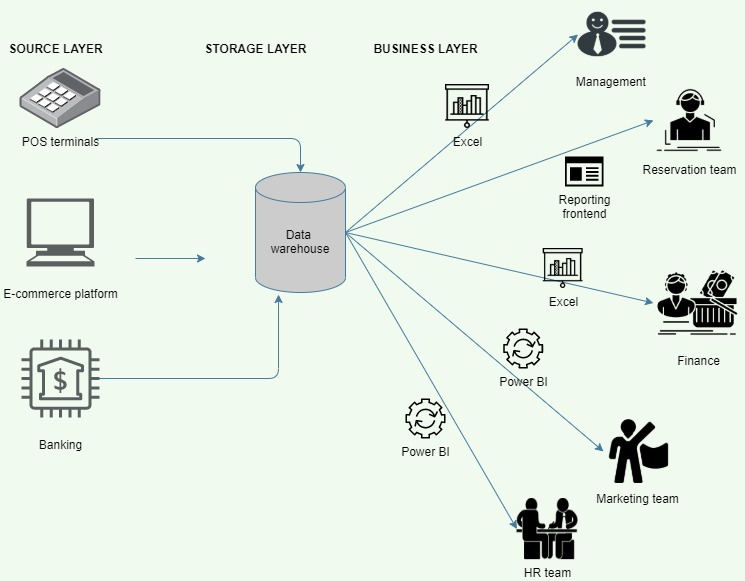 SOURCE LAYER
STORAGE LAYER
BUSINESS LAYER
POS terminals
E-commerce platform
$
Banking
Data
warehouse
Excel
Management
Reporting
frontend
Reservation team
Excel
Finance
Power BI
Marketing team
Power BI
HR team